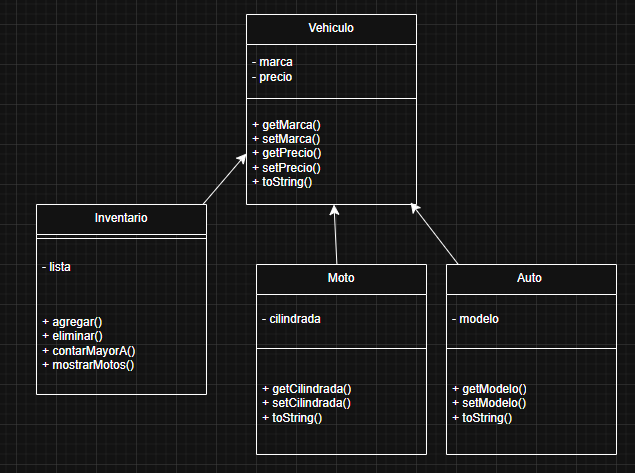 Vehiculo
- marca
- precio
+ getMarca()
+ setMarca()
+ getPrecio()
+ setPrecio()
+ toString()
Inventario
- lista
+ agregar()
+ eliminar()
+ contarMayorA()
+ mostrarMotos()
Moto
- cilindrada
+ getCilindrada()
+ setCilindrada()
+ toString()
Auto
- modelo
+ getModelo()
+ setModelo()
+ toString()